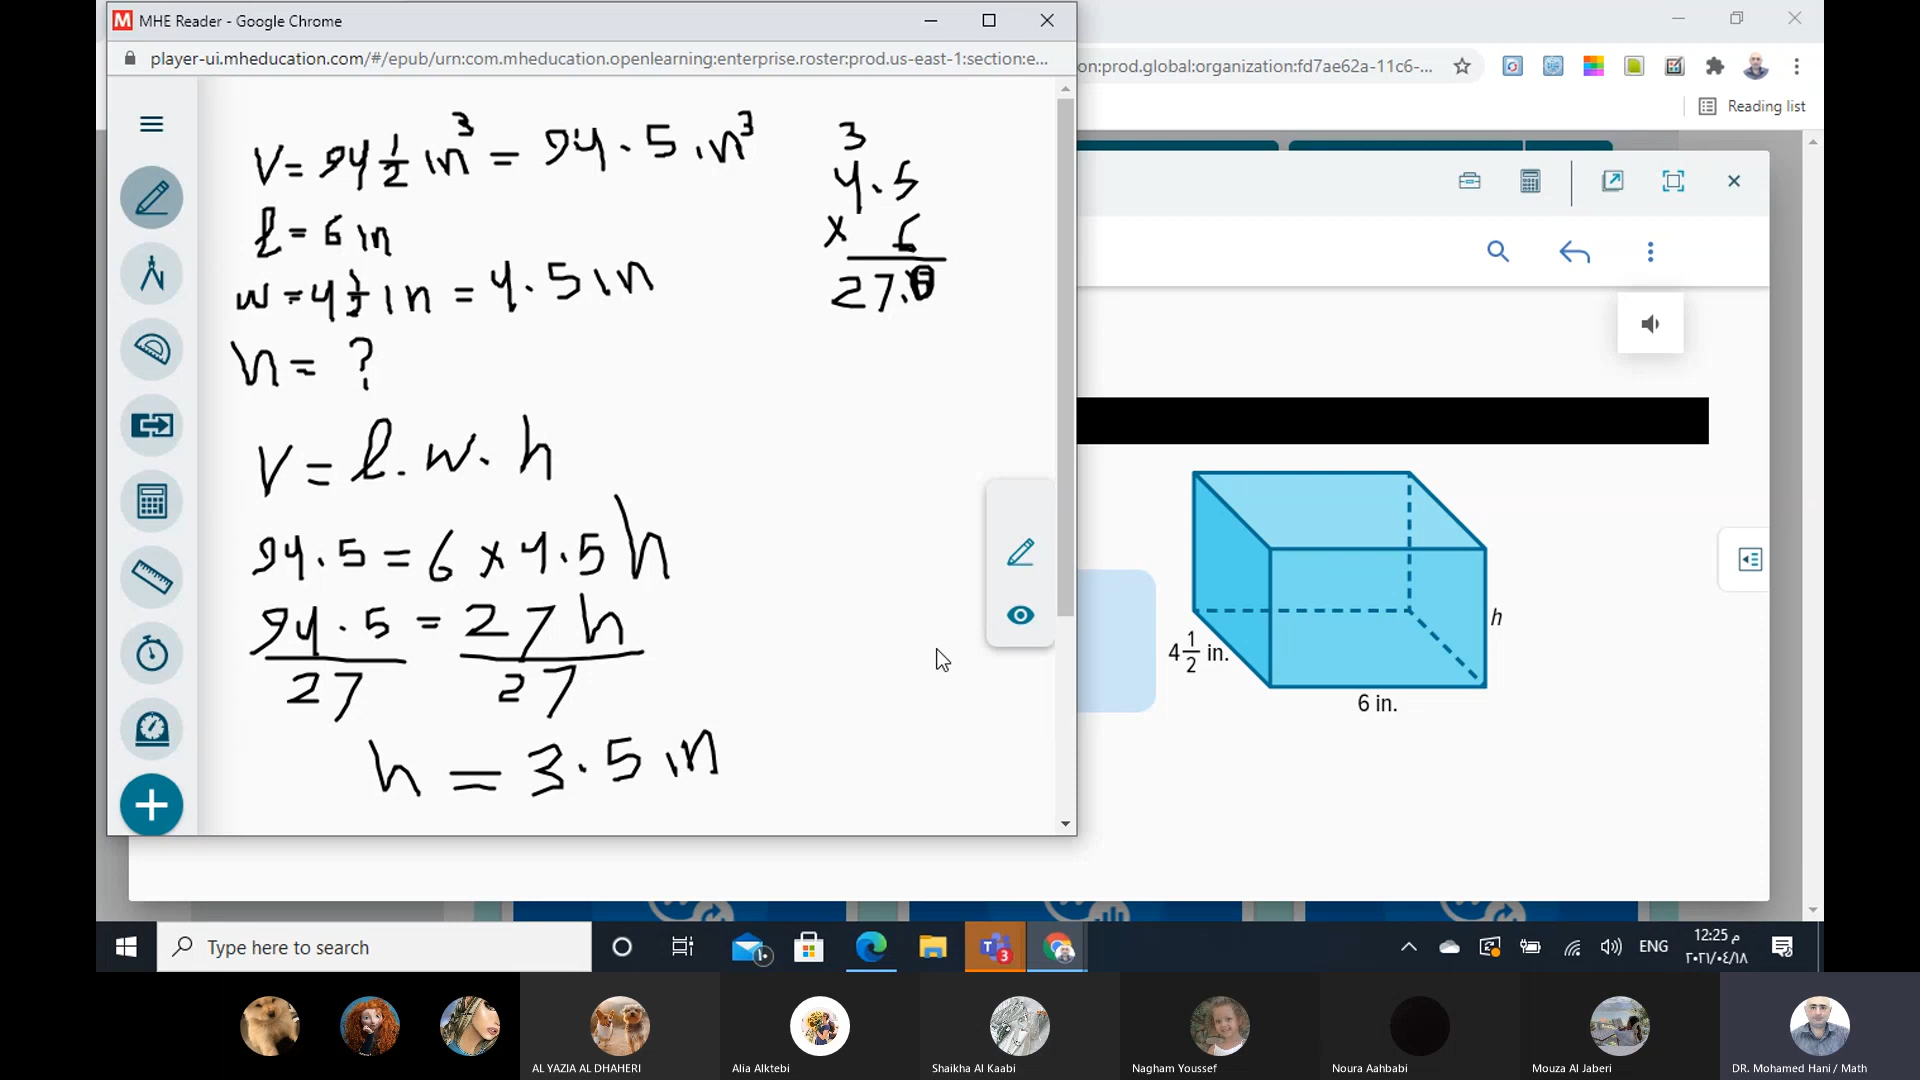 MHE Reader - Google Chrome
player-ui.mheducation.com/#/epub/urn:com.mheducation.openlearning:enterprise.roster:prod.us-east-1:section:e...
on:prod.global:organization:fd7ae62a-11c6-...
Reading list
V = 94 1/2 in³ = 94.5 in³
l = 6 in
w = 4 1/2 in = 4.5 in
h = ?
V = l . w . h
94.5 = 6 x 4.5 h
94.5 = 27 h
27 27
h = 3.5 in
3
4.5
x 6
27.0
h
4 1/2 in.
6 in.
Type here to search
3
ENG
12:25 م
٢٠٢١/٠٤/١٨
AL YAZIA AL DHAHERI
Alia Alktebi
Shaikha Al Kaabi
Nagham Youssef
Noura Aahbabi
Mouza Al Jaberi
DR. Mohamed Hani / Math